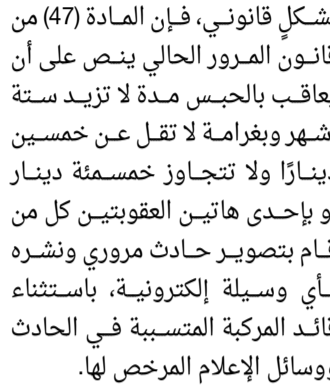 بشكلٍ قانوني، فإن المادة (47) من
قانون المرور الحالي ينص على أن
يعاقب بالحبس مدة لا تزيد ستة
أشهر وبغرامة لا تقل عن خمسين
دينارًا ولا تتجاوز خمسمئة دينار
أو بإحدى هاتين العقوبتين كل من
قام بتصوير حادث مروري ونشره
بأي وسيلة إلكترونية، باستثناء
قائد المركبة المتسببة في الحادث
ووسائل الإعلام المرخص لها.